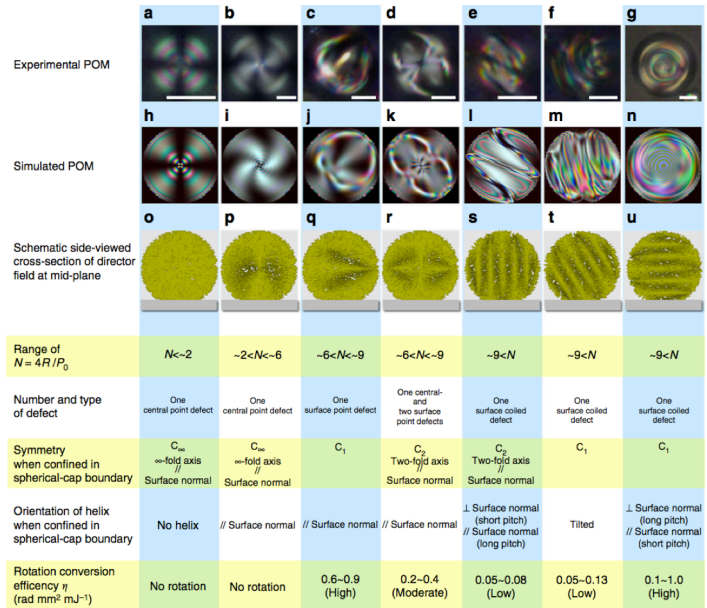 a b c d e f g
Experimental POM
h i j k l m n
Simulated POM
o p q r s t u
Schematic side-viewed
cross-section of director
field at mid-plane
Range of
N = 4R /P0
N<~2 ~2<N<~6 ~6<N<~9 ~6<N<~9 ~9<N ~9<N ~9<N
Number and type
of defect
One
central point defect
One
central point defect
One
surface point defect
One central-
and
two surface
point defects
One
surface coiled
defect
One
surface coiled
defect
One
surface coiled
defect
Symmetry
when confined in
spherical-cap boundary
C∞
∞-fold axis
//
Surface normal
C∞
∞-fold axis
//
Surface normal
C1
C2
Two-fold axis
//
Surface normal
C2
Two-fold axis
//
Surface normal
C1
C1
Orientation of helix
when confined in
spherical-cap boundary
No helix
// Surface normal
// Surface normal
// Surface normal
⊥ Surface normal
(short pitch)
// Surface normal
(long pitch)
Tilted
⊥ Surface normal
(long pitch)
// Surface normal
(short pitch)
Rotation conversion
efficency η
(rad mm² mJ⁻¹)
No rotation
No rotation
0.6~0.9
(High)
0.2~0.4
(Moderate)
0.05~0.08
(Low)
0.05~0.13
(Low)
0.1~1.0
(High)